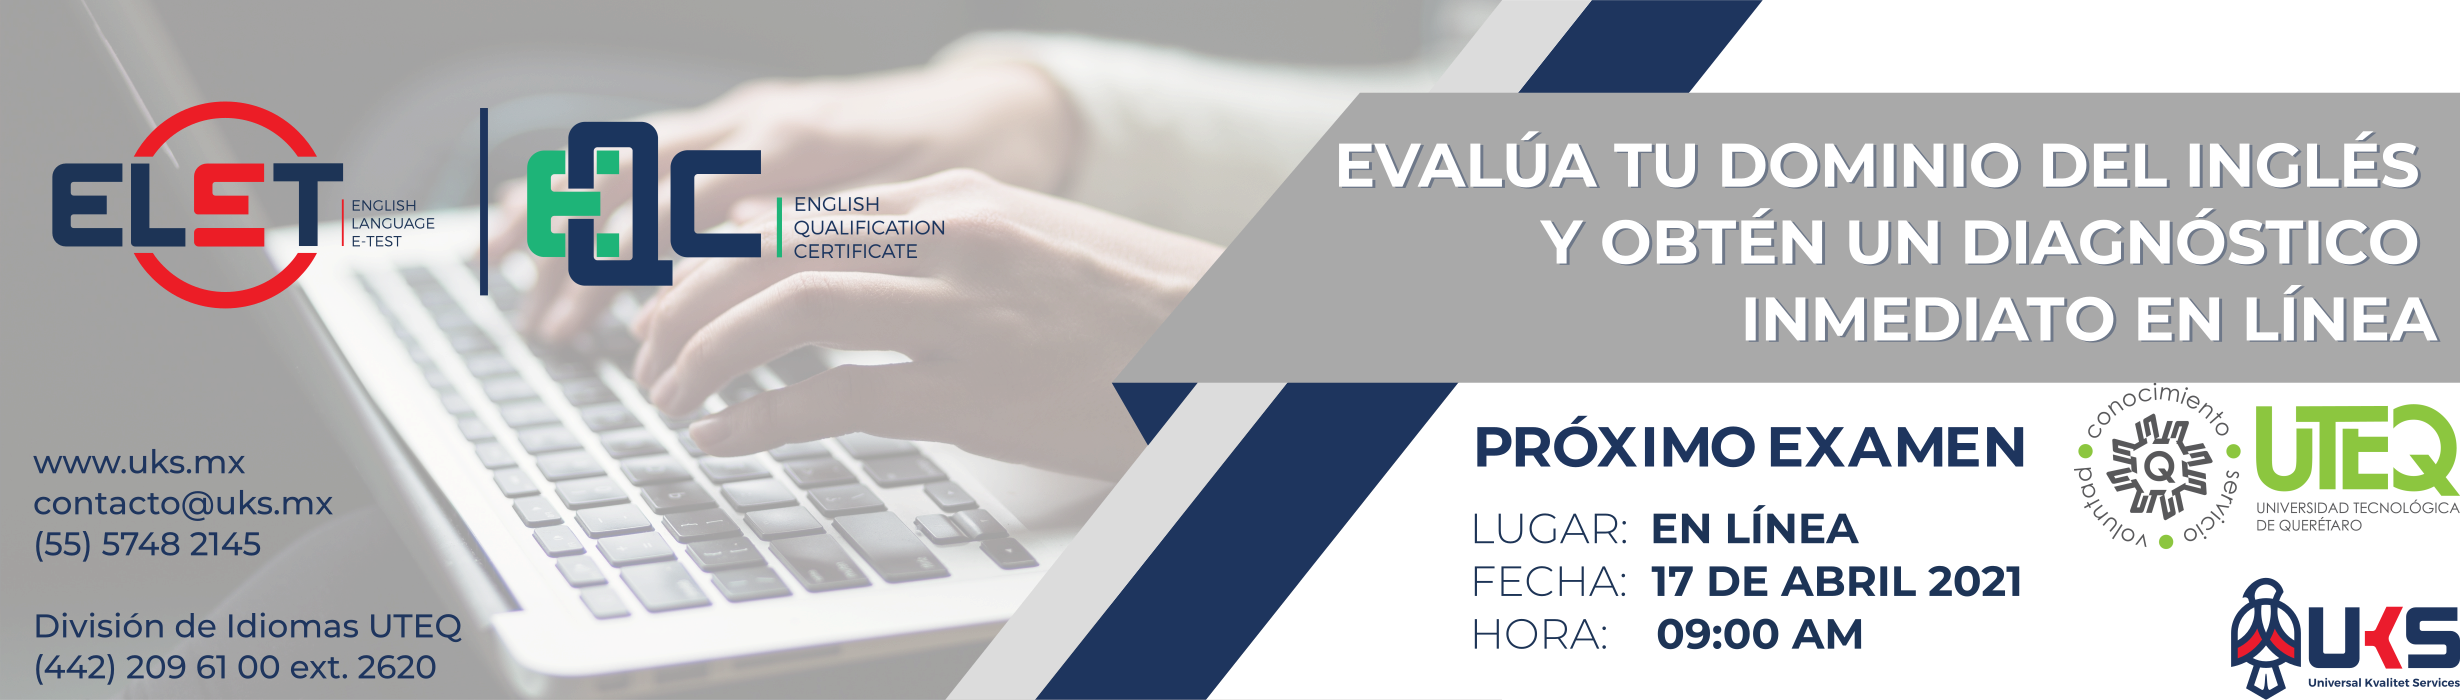 ELET
ENGLISH
LANGUAGE
E-TEST
EQC
ENGLISH
QUALIFICATION
CERTIFICATE
www.uks.mx
contacto@uks.mx
(55) 5748 2145
División de Idiomas UTEQ
(442) 209 61 00 ext. 2620
EVALÚA TU DOMINIO DEL INGLÉS
Y OBTÉN UN DIAGNÓSTICO
INMEDIATO EN LÍNEA
PRÓXIMO EXAMEN
LUGAR: EN LÍNEA
FECHA: 17 DE ABRIL 2021
HORA: 09:00 AM
conocimiento
servicio
voluntad
Q
UTEQ
UNIVERSIDAD TECNOLÓGICA
DE QUERÉTARO
UKS
Universal Kvalitet Services